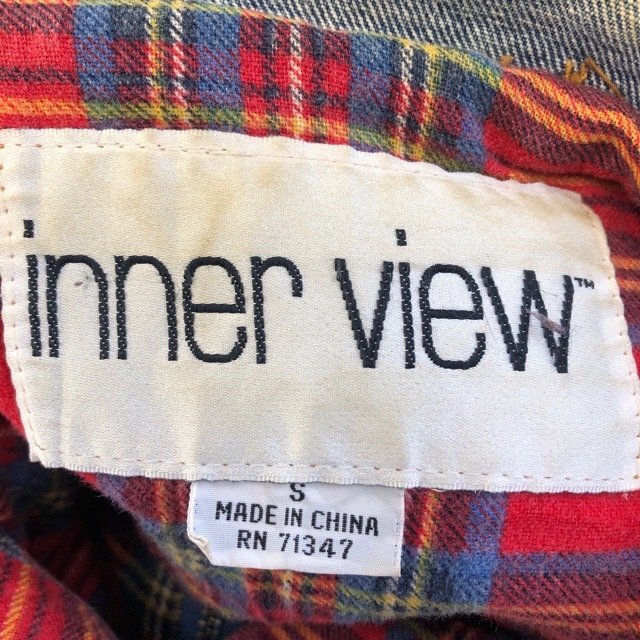 inner view™
S
MADE IN CHINA
RN 71347